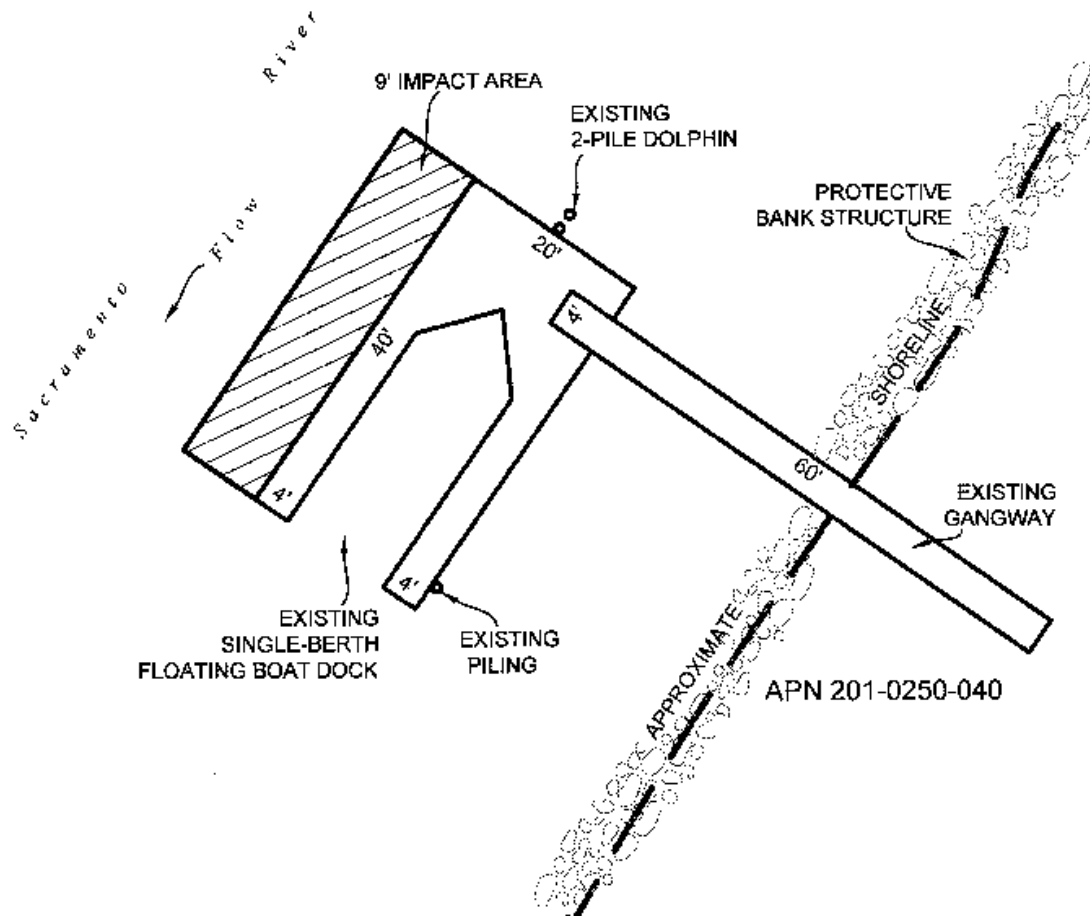 River
9' IMPACT AREA
EXISTING
2-PILE DOLPHIN
PROTECTIVE
BANK STRUCTURE
Flow
20'
Sacramento
4'
SHORELINE
40'
60'
EXISTING
GANGWAY
4'
4'
EXISTING
SINGLE-BERTH
FLOATING BOAT DOCK
EXISTING
PILING
APPROXIMATE
APN 201-0250-040